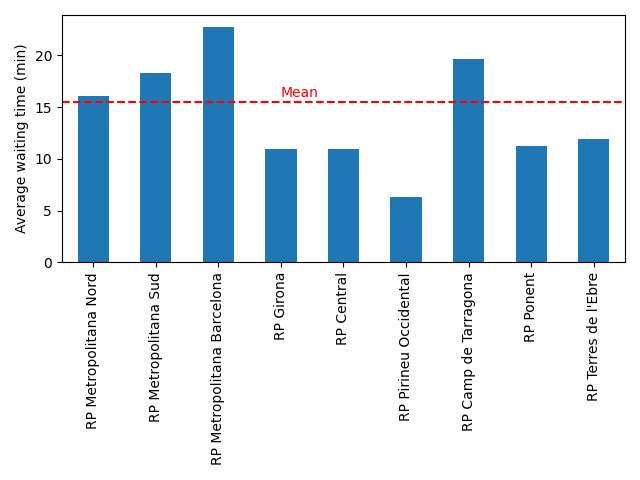 Average waiting time (min)
20
15
10
5
0
Mean
RP Metropolitana Nord
RP Metropolitana Sud
RP Metropolitana Barcelona
RP Girona
RP Central
RP Pirineu Occidental
RP Camp de Tarragona
RP Ponent
RP Terres de l'Ebre